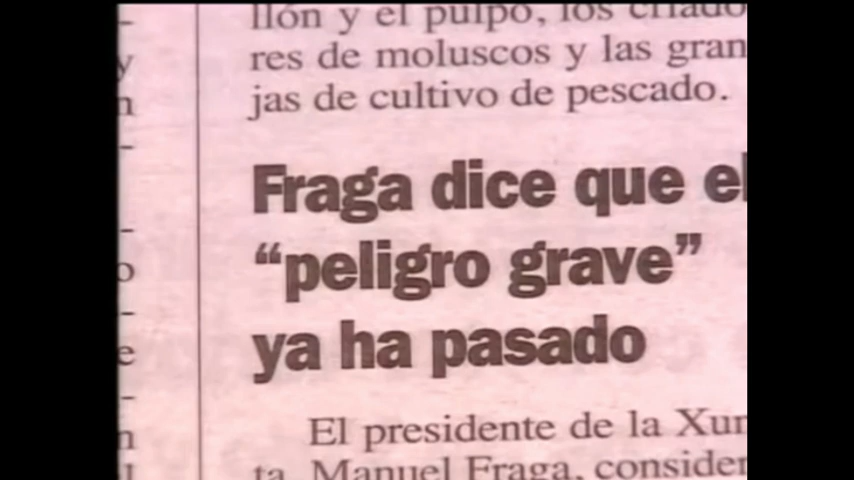 llón y el pulpo, los criado
res de moluscos y las gran
jas de cultivo de pescado.
Fraga dice que el
“peligro grave”
ya ha pasado
El presidente de la Xun
ta, Manuel Fraga, consider